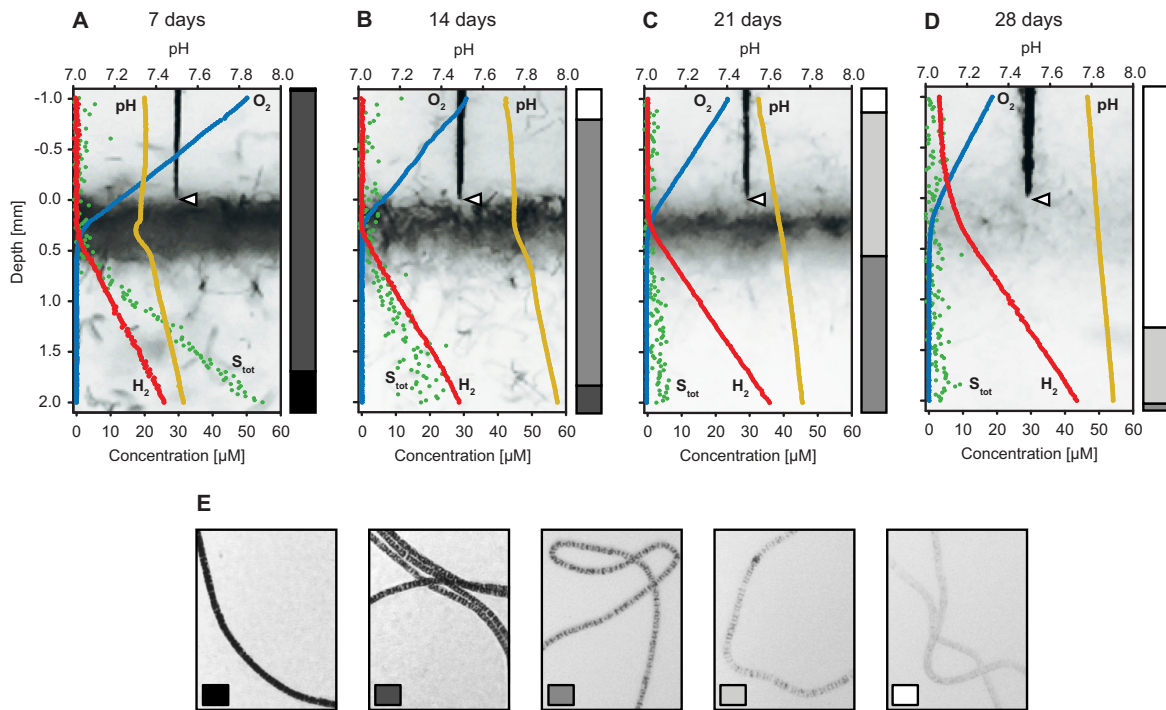 A 7 days
B 14 days
C 21 days
D 28 days
pH
pH
pH
pH
7.0 7.2 7.4 7.6 7.8 8.0
7.0 7.2 7.4 7.6 7.8 8.0
7.0 7.2 7.4 7.6 7.8 8.0
7.0 7.2 7.4 7.6 7.8 8.0
Depth [mm]
-1.0
-0.5
0.0
0.5
1.0
1.5
2.0
pH
O2
Stot
H2
O2
pH
Stot
H2
O2
pH
Stot
H2
O2
pH
Stot
H2
0 10 20 30 40 50 60
0 10 20 30 40 50 60
0 10 20 30 40 50 60
0 10 20 30 40 50 60
Concentration [µM]
Concentration [µM]
Concentration [µM]
Concentration [µM]
E